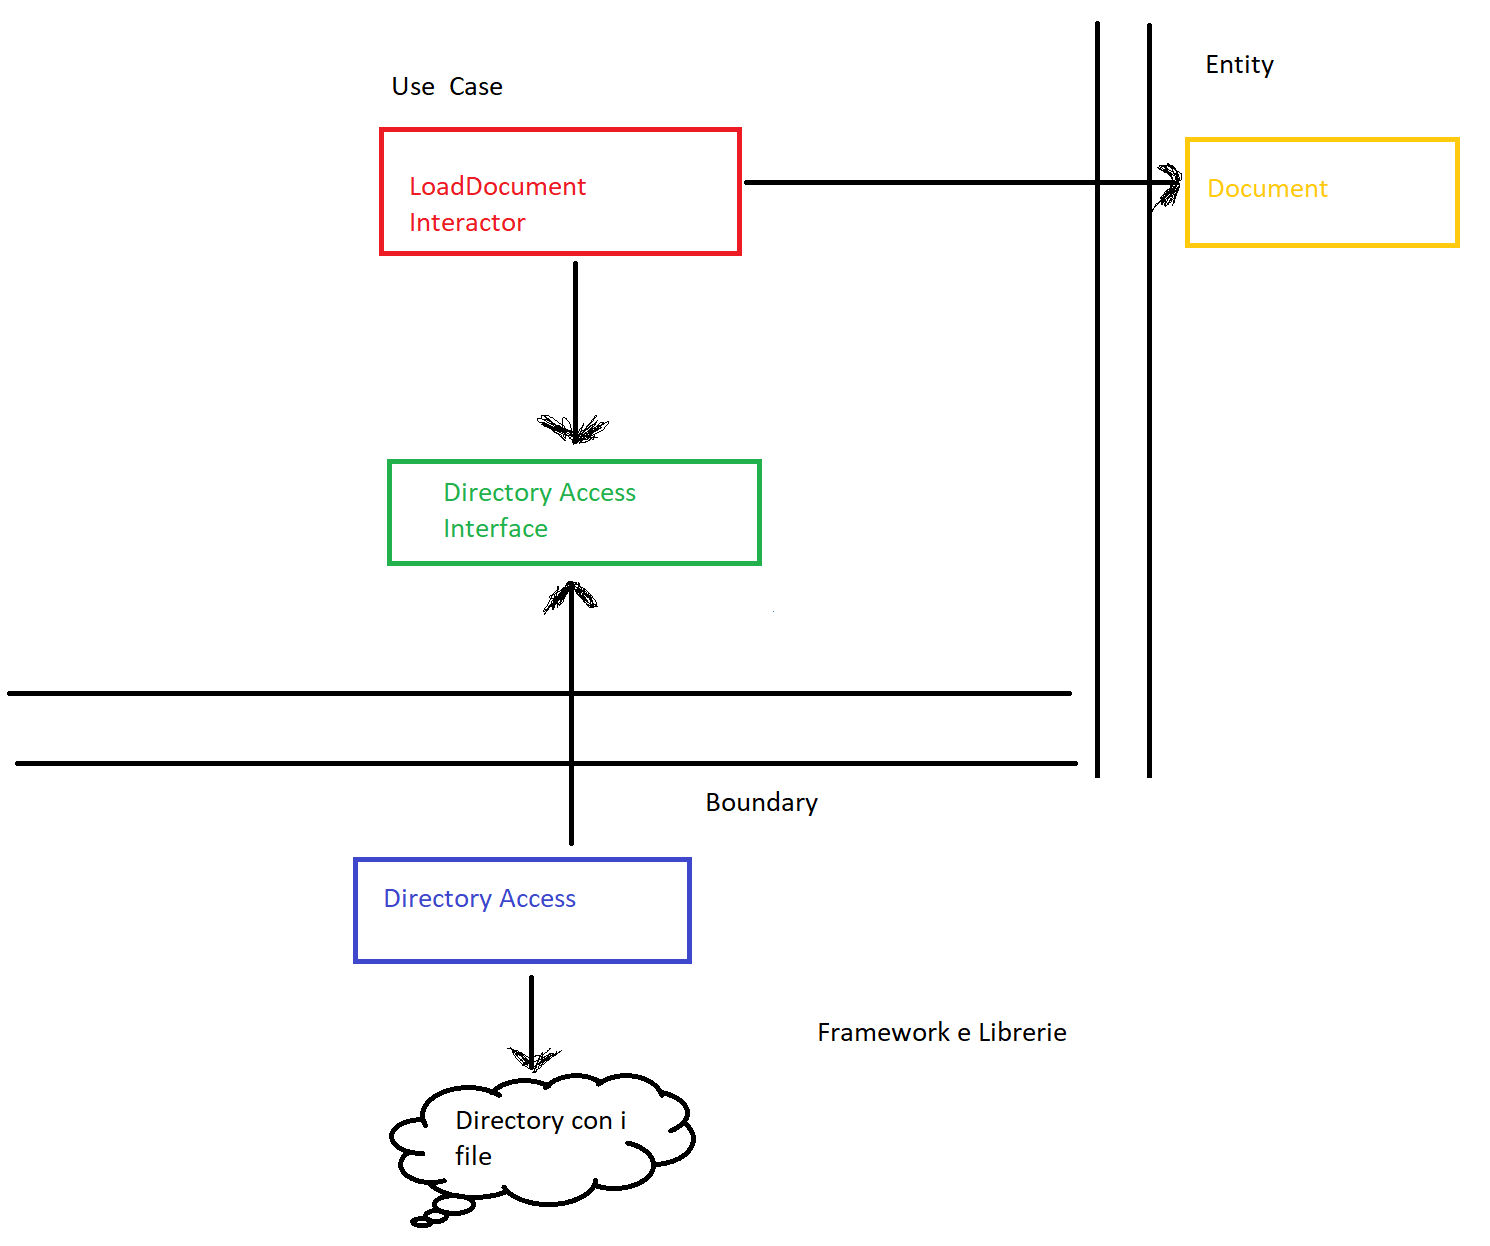 Use Case
Entity
LoadDocument
Interactor
Document
Directory Access
Interface
Boundary
Directory Access
Framework e Librerie
Directory con i
file